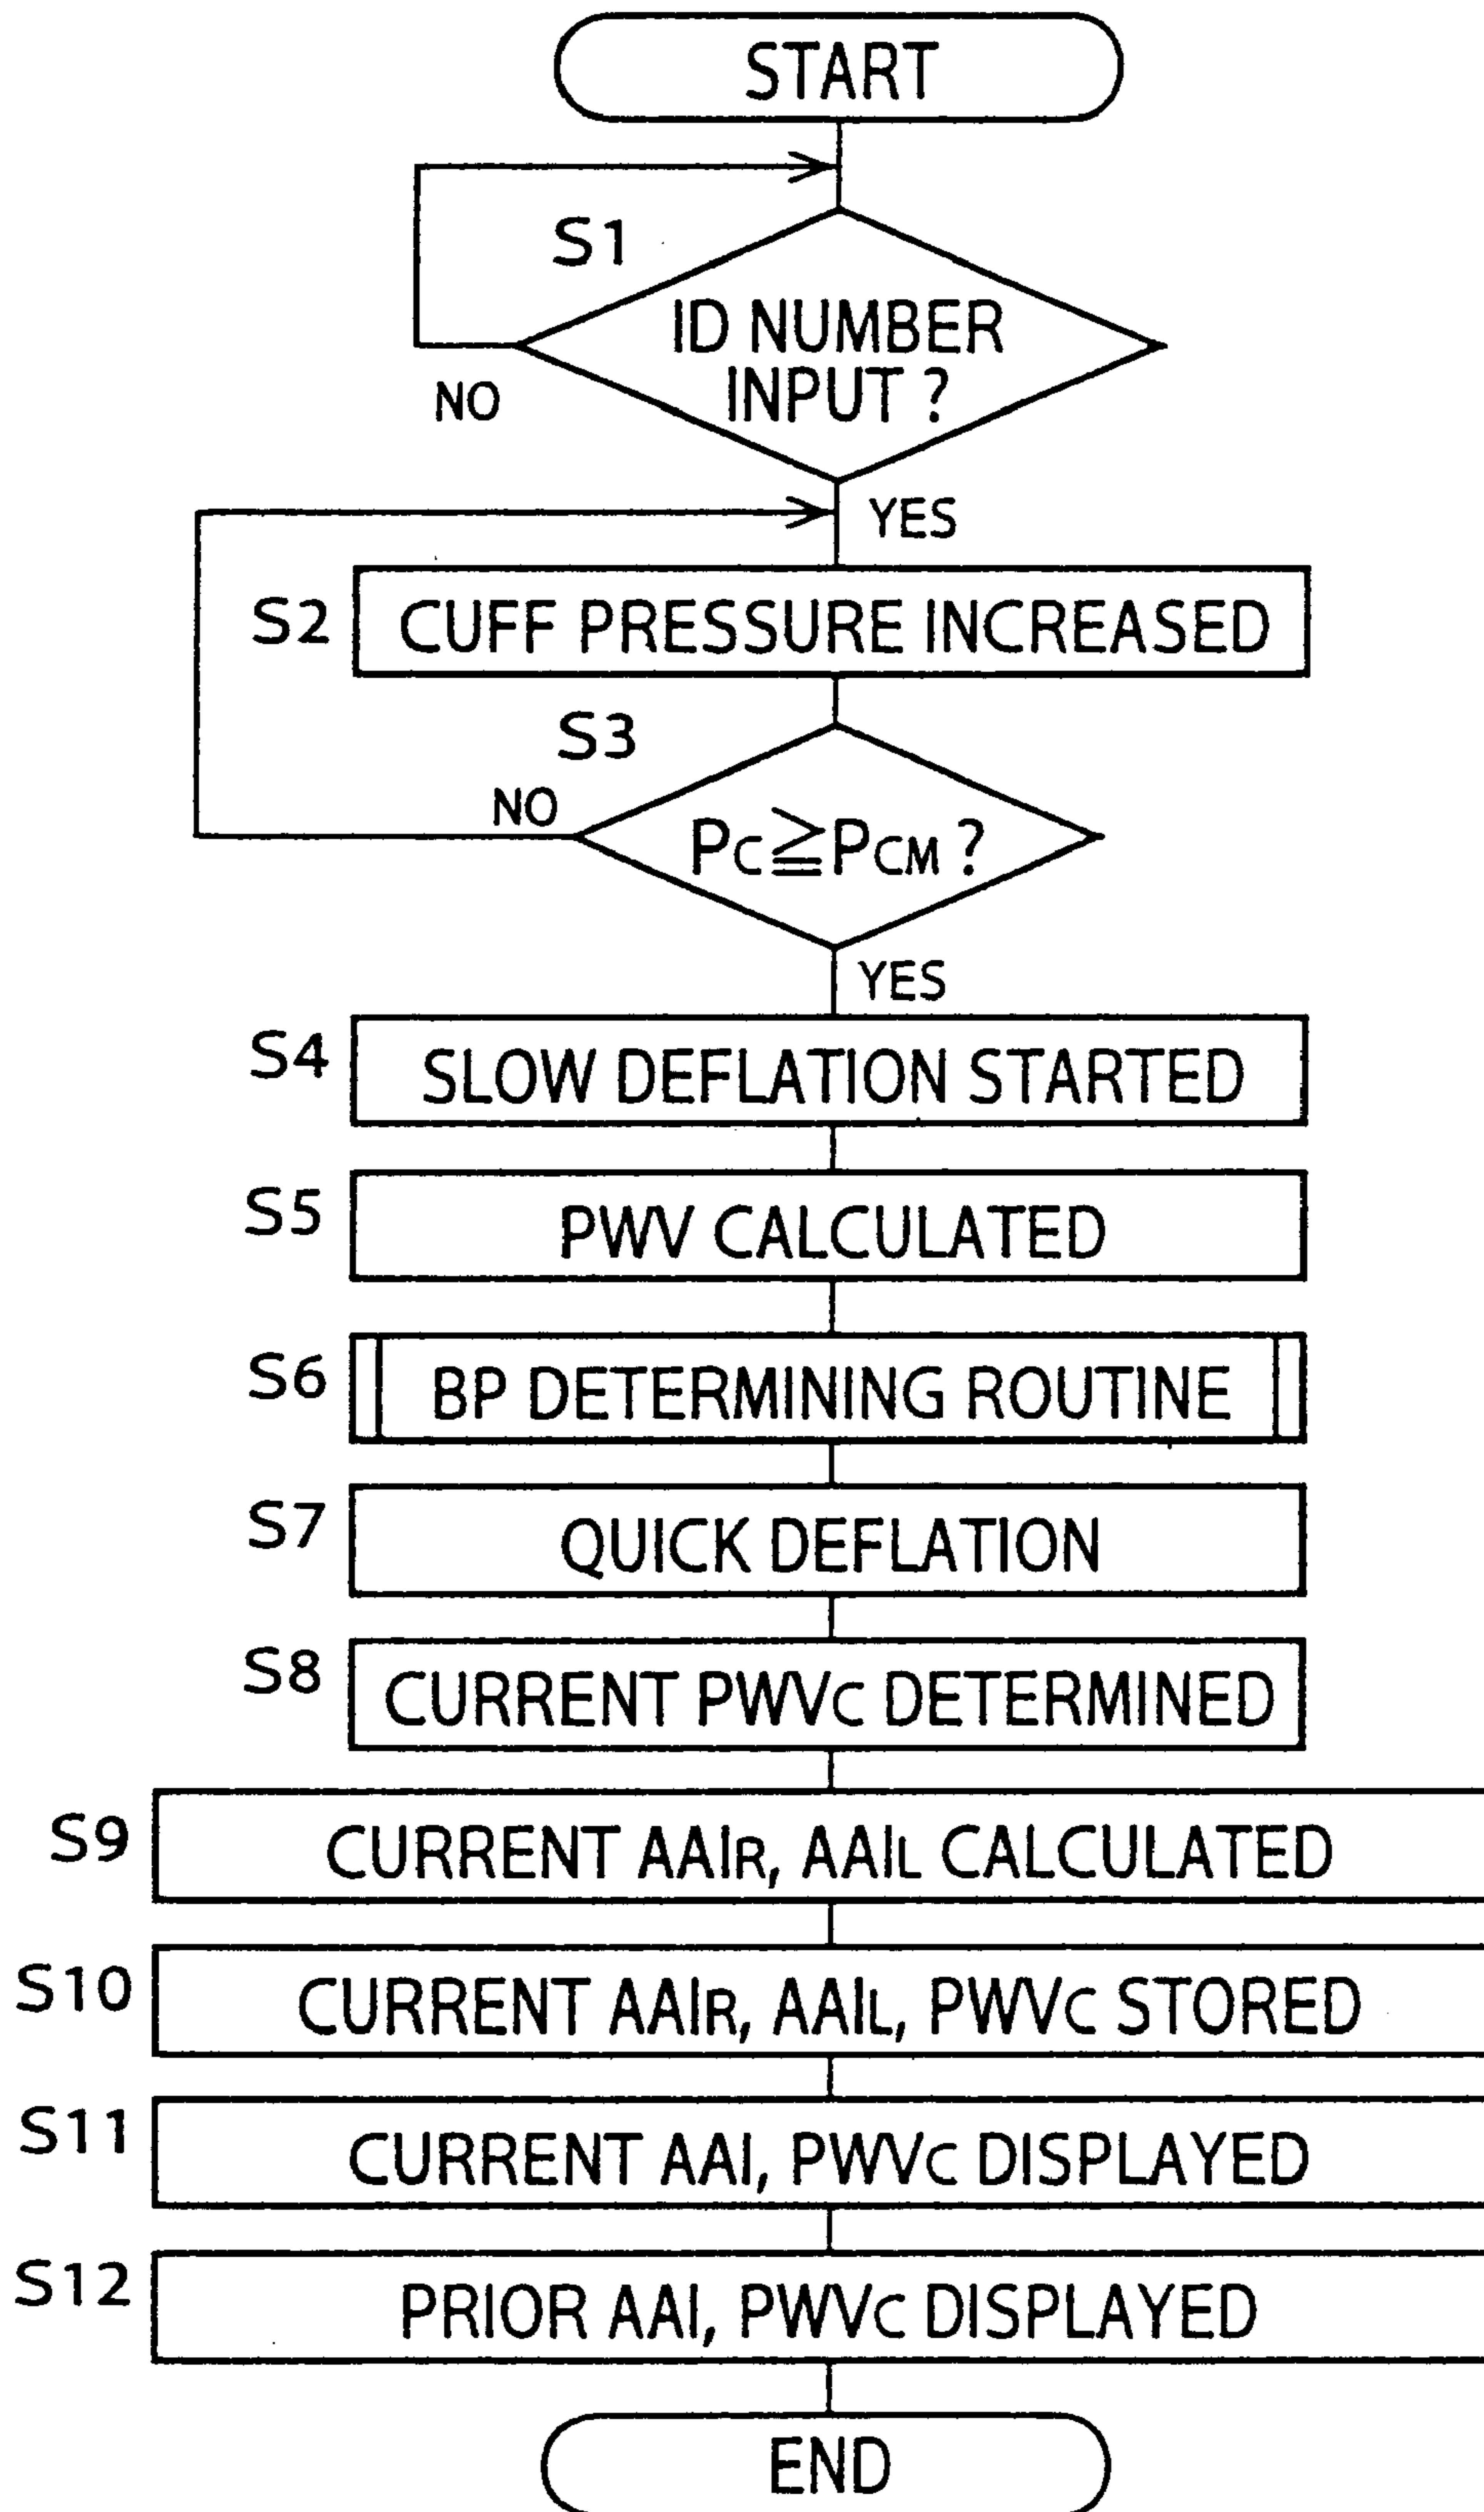 START
S1
ID NUMBER
INPUT ?
NO
YES
S2
CUFF PRESSURE INCREASED
S3
NO
PC≧PCM ?
YES
S4
SLOW DEFLATION STARTED
S5
PWV CALCULATED
S6
BP DETERMINING ROUTINE
S7
QUICK DEFLATION
S8
CURRENT PWVC DETERMINED
S9
CURRENT AAIR, AAIL CALCULATED
S10
CURRENT AAIR, AAIL, PWVC STORED
S11
CURRENT AAI, PWVC DISPLAYED
S12
PRIOR AAI, PWVC DISPLAYED
END